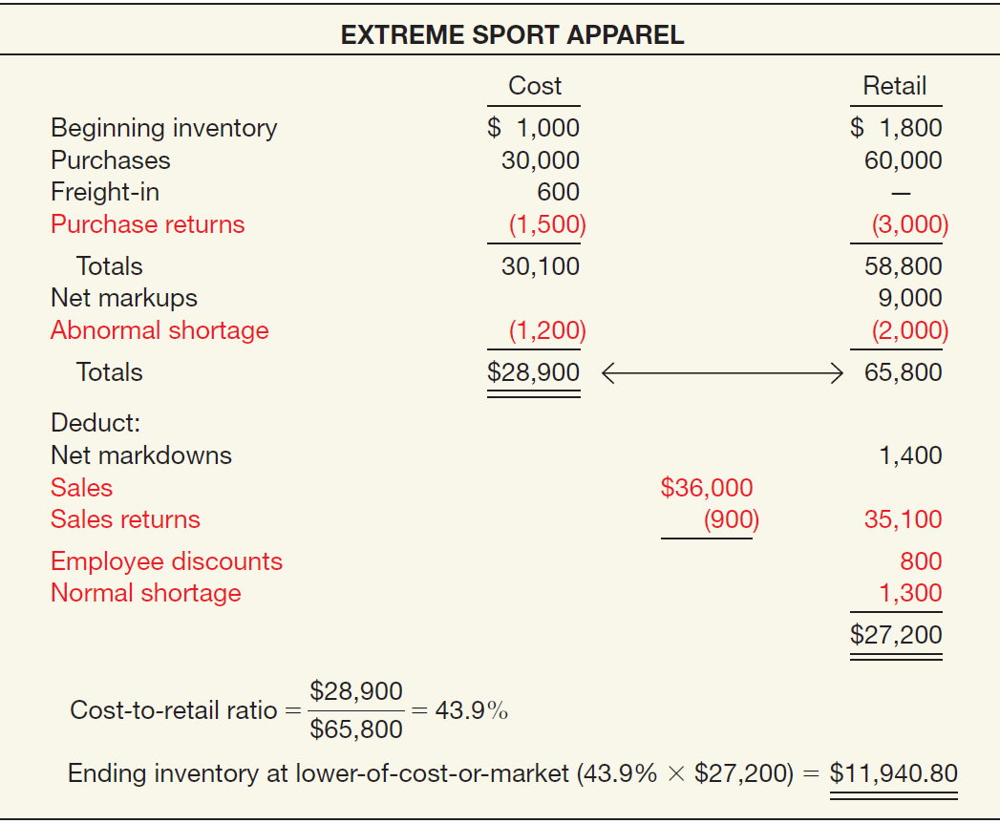 EXTREME SPORT APPAREL
Cost Retail
Beginning inventory $ 1,000 $ 1,800
Purchases 30,000 60,000
Freight-in 600 —
Purchase returns (1,500) (3,000)
Totals 30,100 58,800
Net markups 9,000
Abnormal shortage (1,200) (2,000)
Totals $28,900 65,800
Deduct:
Net markdowns 1,400
Sales $36,000
Sales returns (900) 35,100
Employee discounts 800
Normal shortage 1,300
$27,200
Cost-to-retail ratio = $28,900 / $65,800 = 43.9%
Ending inventory at lower-of-cost-or-market (43.9% × $27,200) = $11,940.80